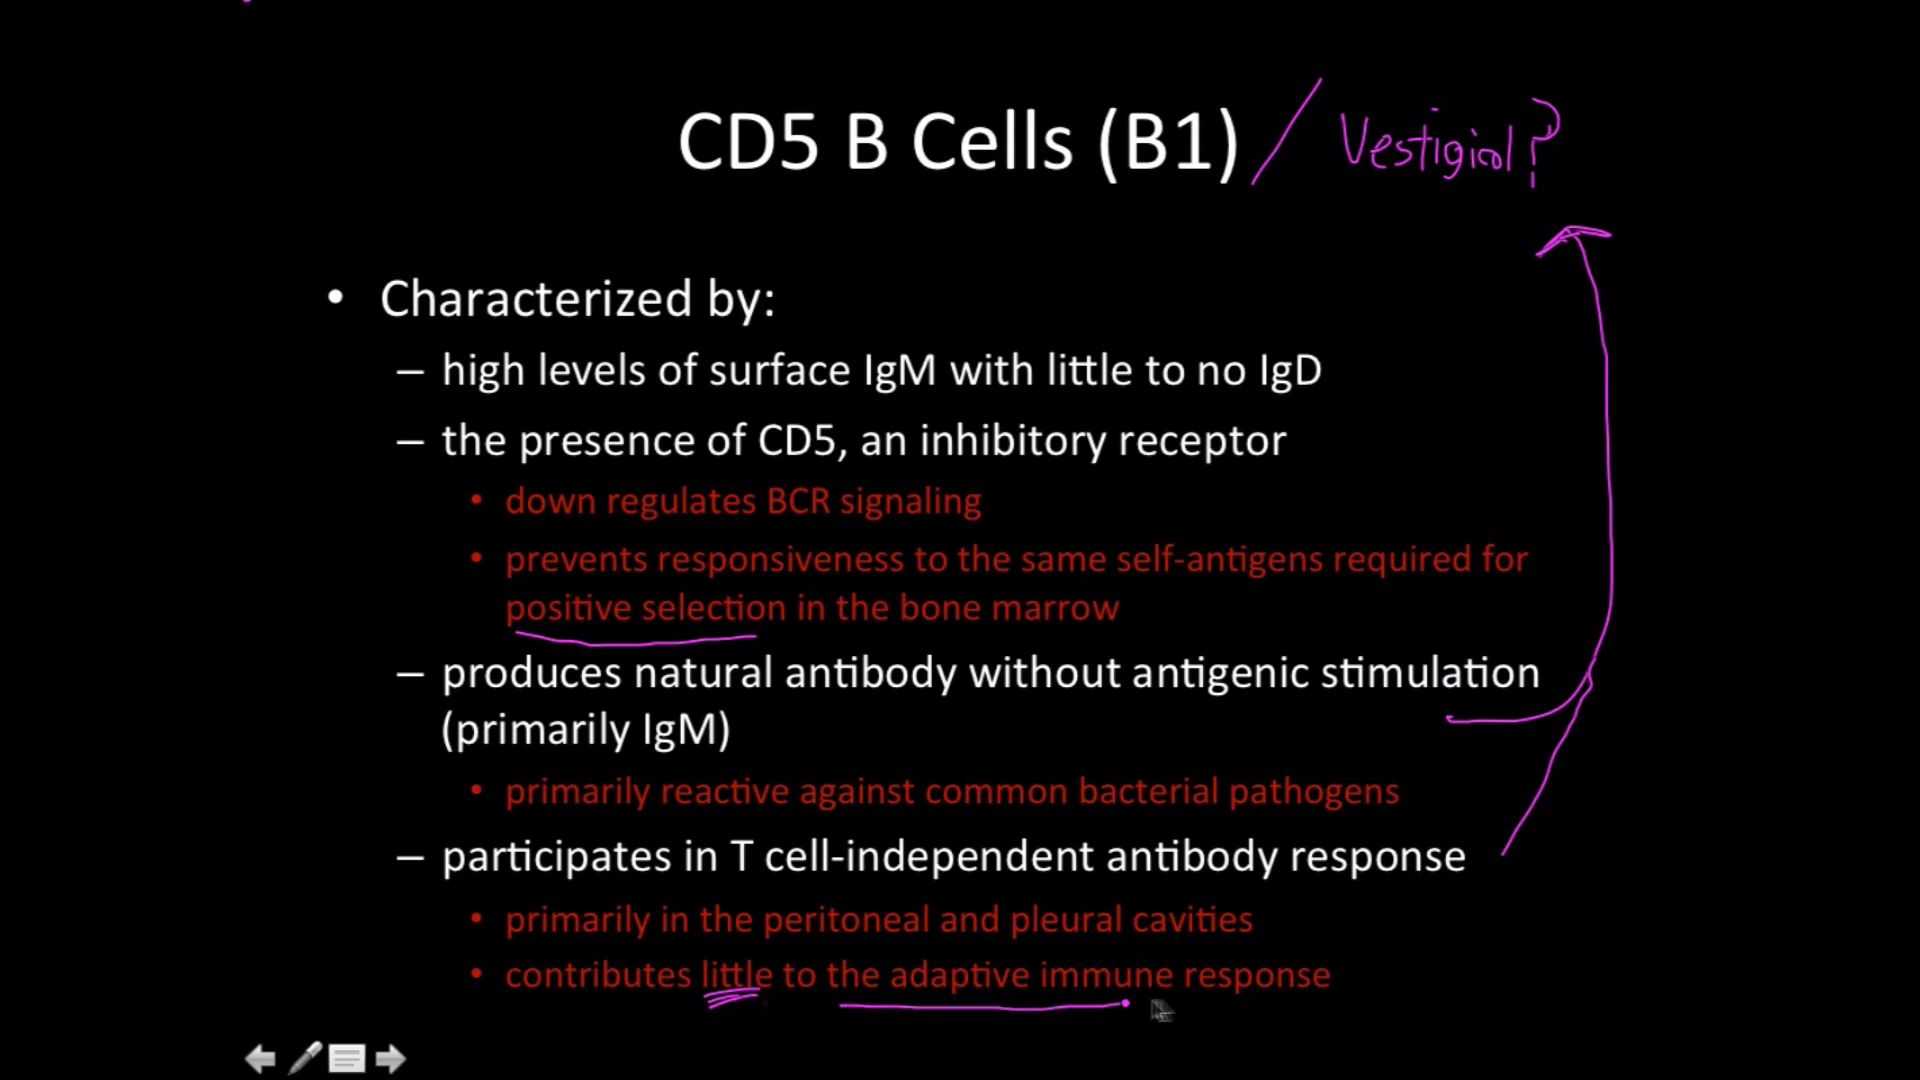 CD5 B Cells (B1) / Vestigial?
• Characterized by:
– high levels of surface IgM with little to no IgD
– the presence of CD5, an inhibitory receptor
• down regulates BCR signaling
• prevents responsiveness to the same self-antigens required for
positive selection in the bone marrow
– produces natural antibody without antigenic stimulation
(primarily IgM)
• primarily reactive against common bacterial pathogens
– participates in T cell-independent antibody response
• primarily in the peritoneal and pleural cavities
• contributes little to the adaptive immune response